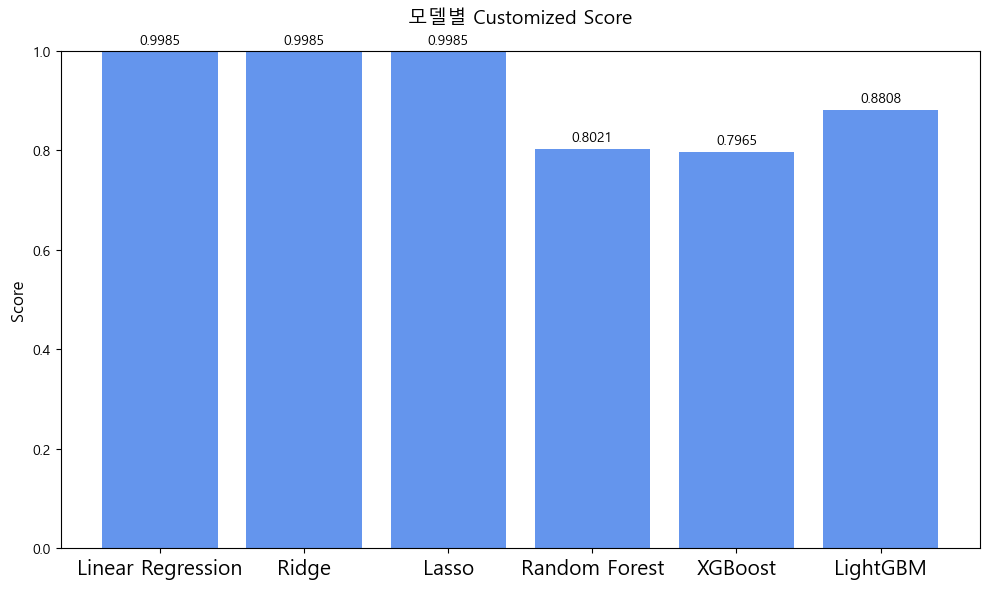 모델별 Customized Score
0.9985 0.9985 0.9985 0.8021 0.7965 0.8808
Score
1.0
0.8
0.6
0.4
0.2
0.0
Linear Regression Ridge Lasso Random Forest XGBoost LightGBM